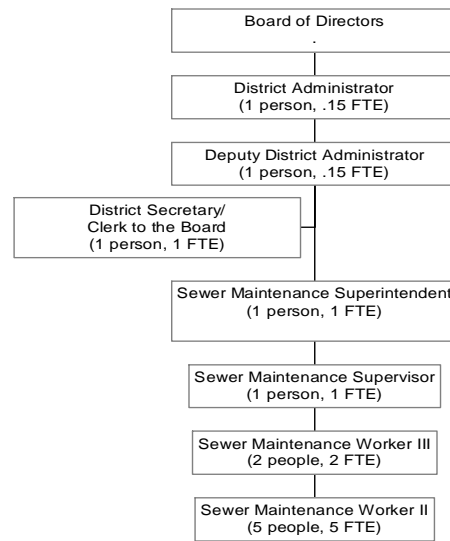 Board of Directors
.
District Administrator
(1 person, .15 FTE)
Deputy District Administrator
(1 person, .15 FTE)
District Secretary/
Clerk to the Board
(1 person, 1 FTE)
Sewer Maintenance Superintendent
(1 person, 1 FTE)
Sewer Maintenance Supervisor
(1 person, 1 FTE)
Sewer Maintenance Worker III
(2 people, 2 FTE)
Sewer Maintenance Worker II
(5 people, 5 FTE)